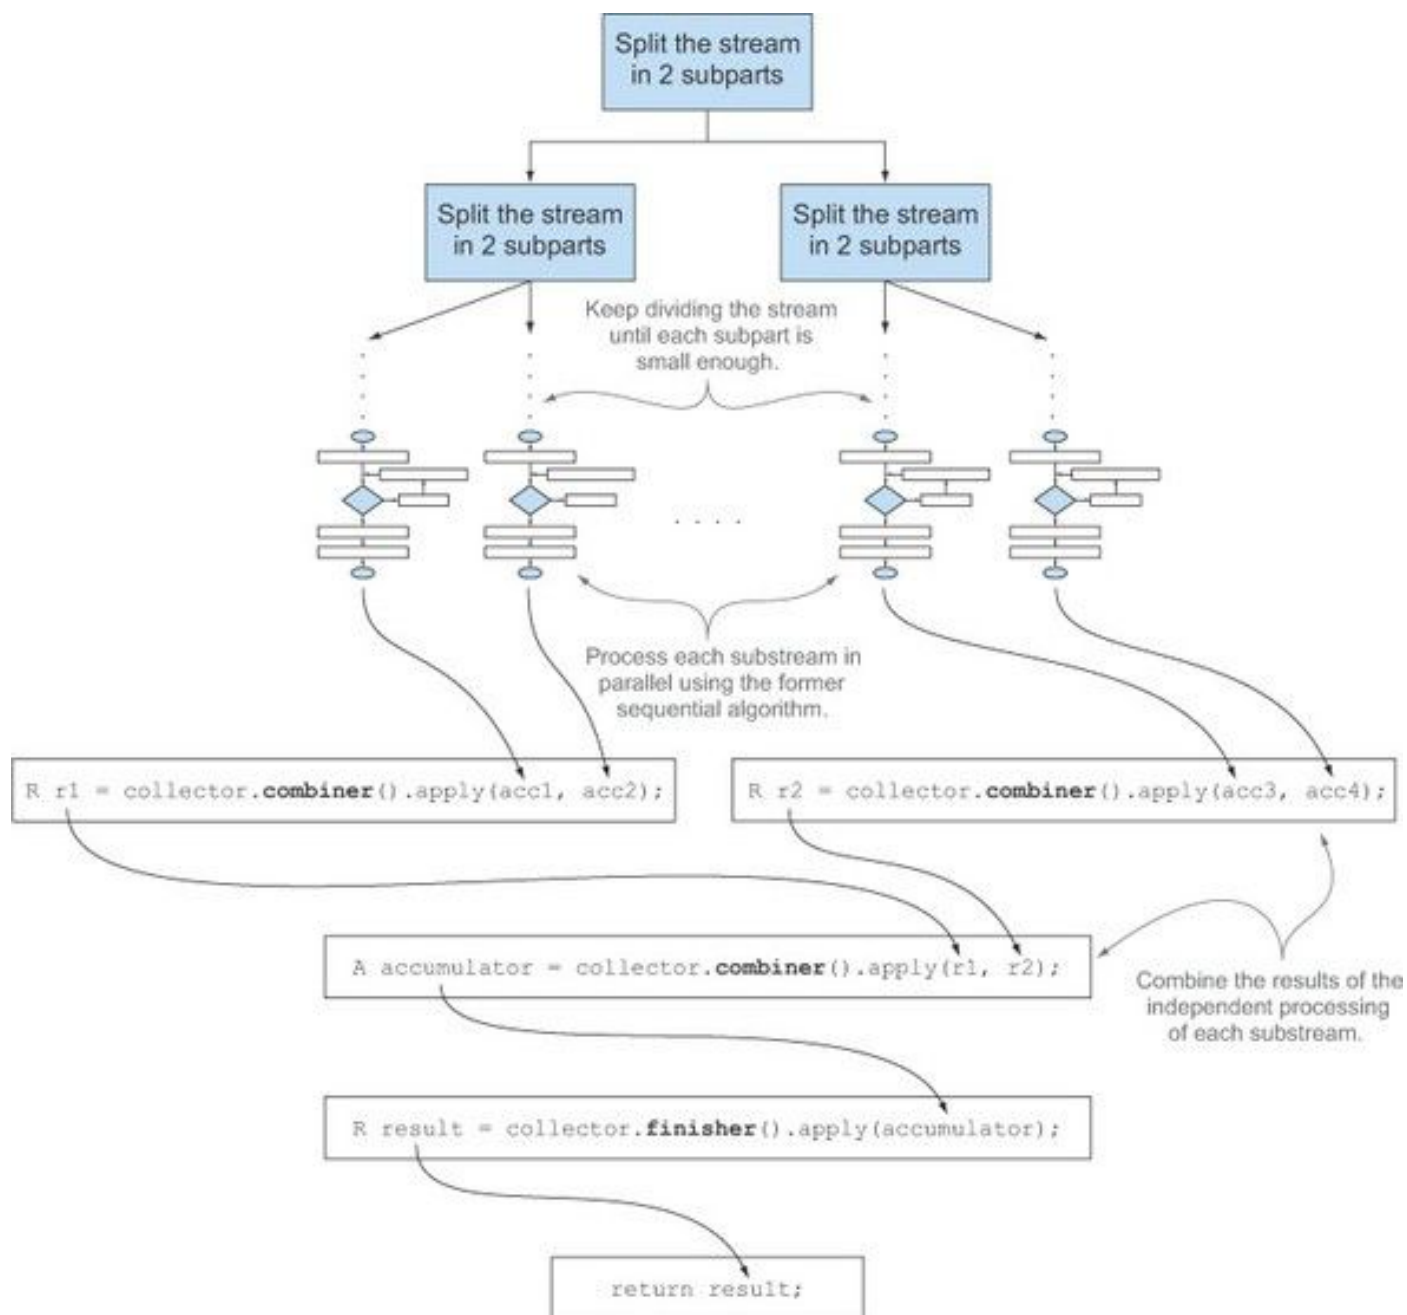 Split the stream
in 2 subparts
Split the stream
in 2 subparts
Split the stream
in 2 subparts
Keep dividing the stream
until each subpart is
small enough.
Process each substream in
parallel using the former
sequential algorithm.
R r1 = collector.combiner().apply(acc1, acc2);
R r2 = collector.combiner().apply(acc3, acc4);
A accumulator = collector.combiner().apply(r1, r2);
Combine the results of the
independent processing
of each substream.
R result = collector.finisher().apply(accumulator);
return result;